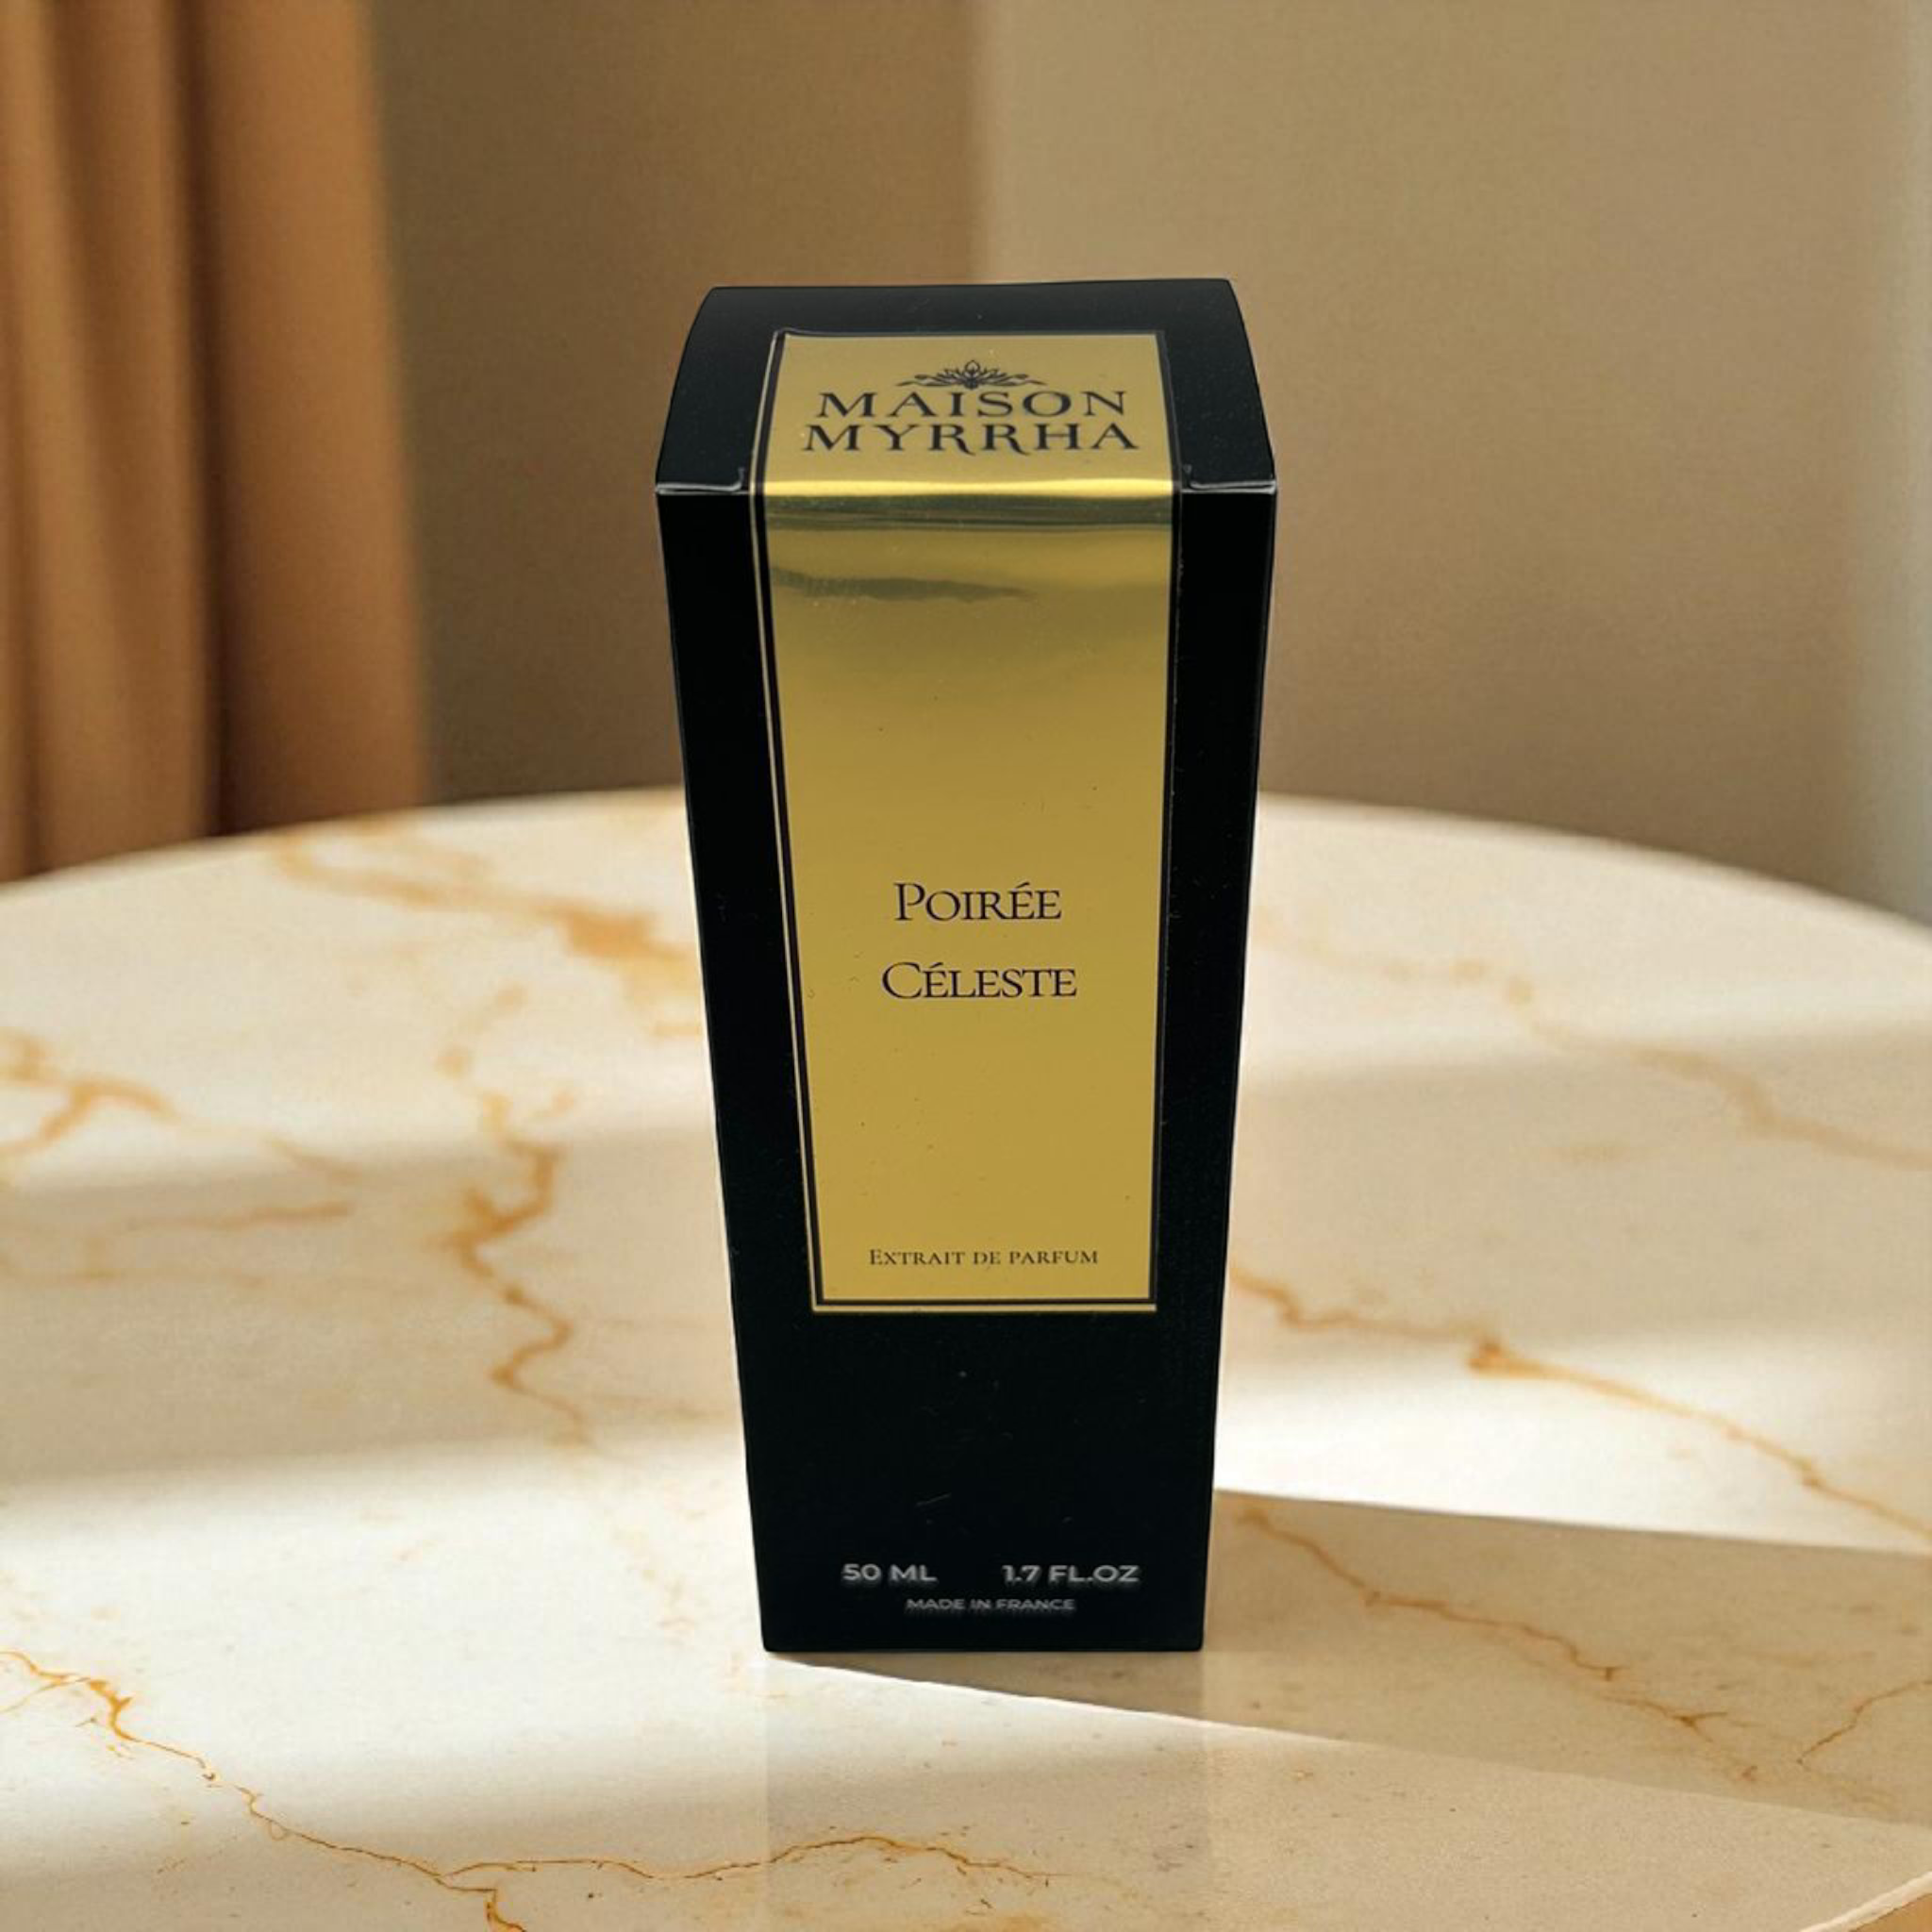 MAISON
MYRRHA
POIRÉE
CÉLESTE
EXTRAIT DE PARFUM
50 ML 1.7 FL.OZ
MADE IN FRANCE